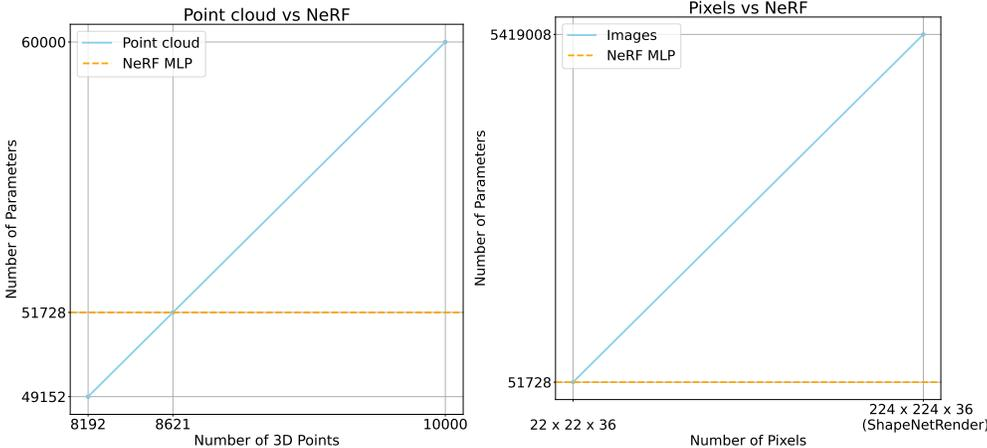 Point cloud vs NeRF
Point cloud
NeRF MLP
60000
51728
49152
Number of Parameters
8192
8621
10000
Number of 3D Points
Pixels vs NeRF
Images
NeRF MLP
5419008
51728
Number of Parameters
22 x 22 x 36
224 x 224 x 36
(ShapeNetRender)
Number of Pixels